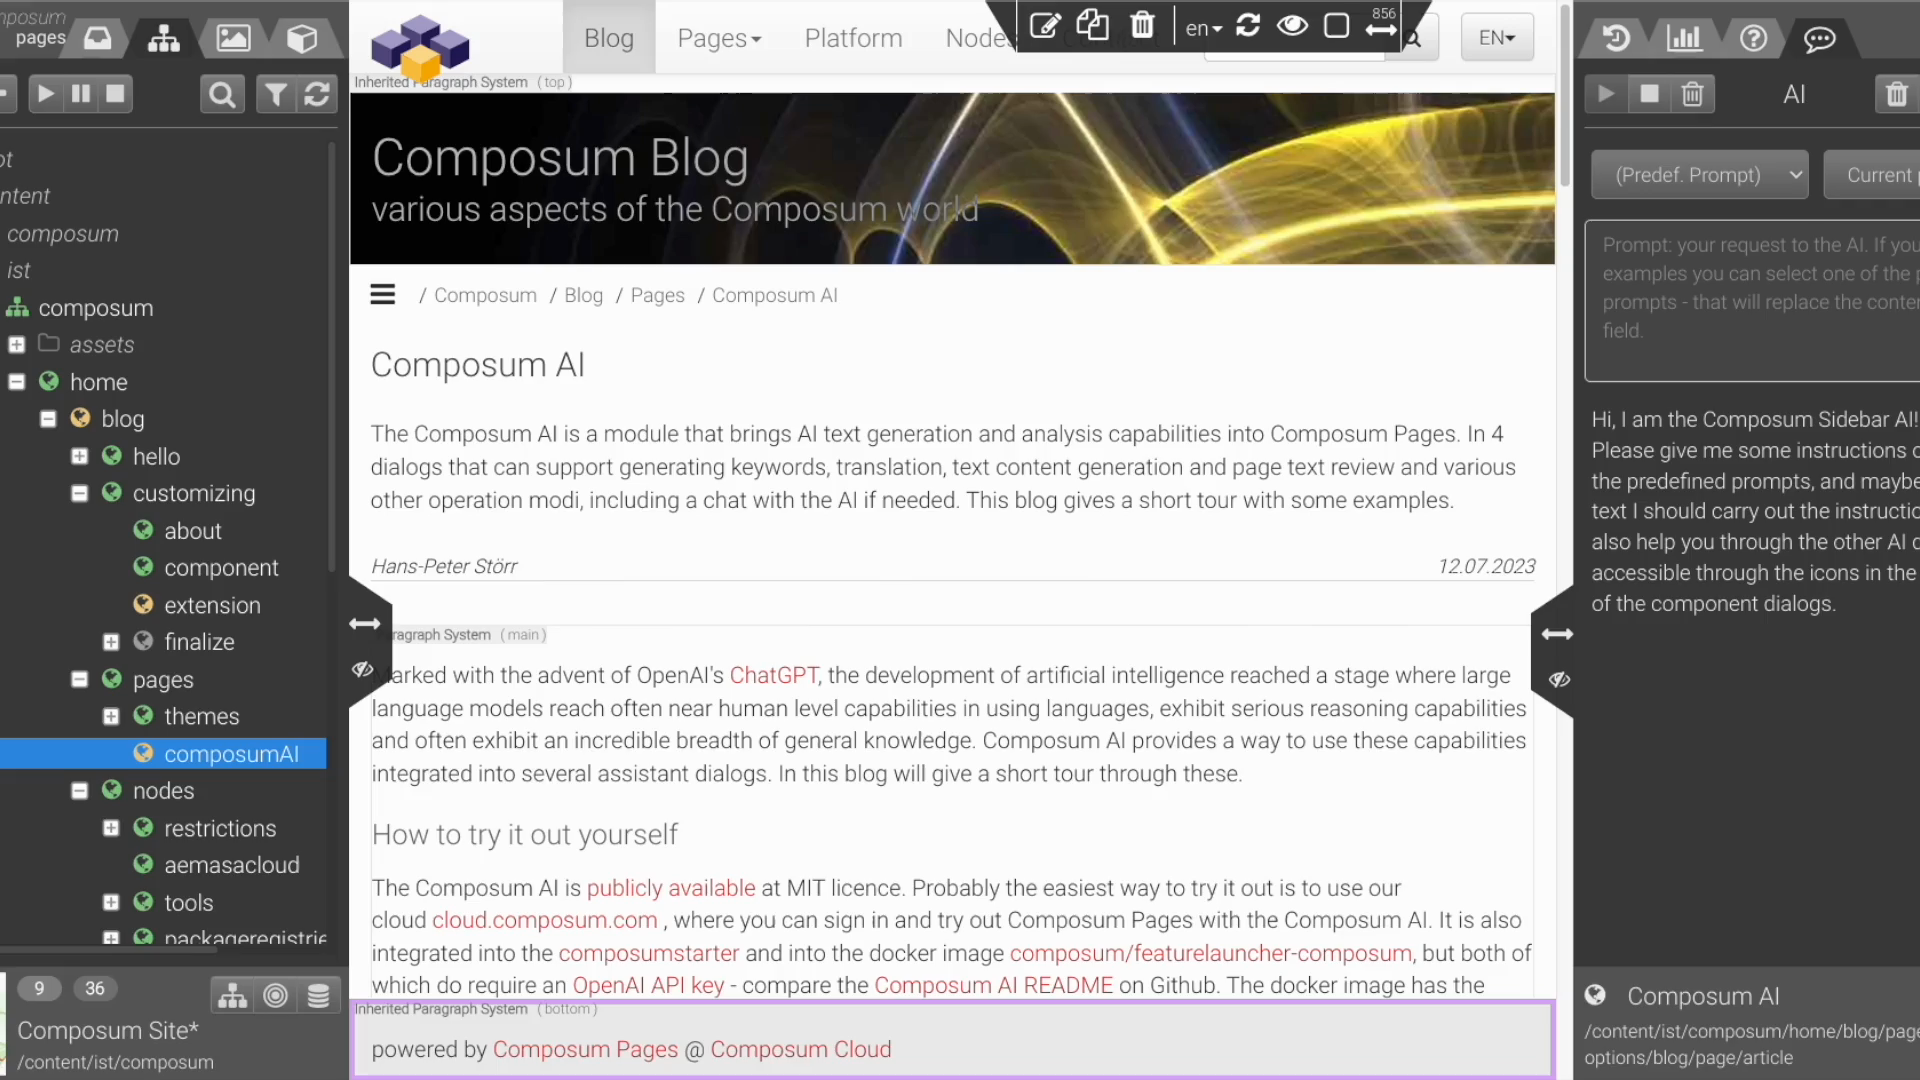 pages
ot
ntent
composum
ist
composum
assets
home
blog
hello
customizing
about
component
extension
finalize
pages
themes
composumAI
nodes
restrictions
aemasacloud
tools
packageregistrie
9 36
Composum Site*
/content/ist/composum
Blog Pages Platform Nodes
en 856
EN
Inherited Paragraph System (top)
Composum Blog
various aspects of the Composum world
/ Composum / Blog / Pages / Composum AI
Composum AI
The Composum AI is a module that brings AI text generation and analysis capabilities into Composum Pages. In 4
dialogs that can support generating keywords, translation, text content generation and page text review and various
other operation modi, including a chat with the AI if needed. This blog gives a short tour with some examples.
Hans-Peter Störr 12.07.2023
Paragraph System (main)
Marked with the advent of OpenAI's ChatGPT, the development of artificial intelligence reached a stage where large
language models reach often near human level capabilities in using languages, exhibit serious reasoning capabilities
and often exhibit an incredible breadth of general knowledge. Composum AI provides a way to use these capabilities
integrated into several assistant dialogs. In this blog will give a short tour through these.
How to try it out yourself
The Composum AI is publicly available at MIT licence. Probably the easiest way to try it out is to use our
cloud cloud.composum.com , where you can sign in and try out Composum Pages with the Composum AI. It is also
integrated into the composumstarter and into the docker image composum/featurelauncher-composum, but both of
which do require an OpenAI API key - compare the Composum AI README on Github. The docker image has the
Inherited Paragraph System (bottom)
powered by Composum Pages @ Composum Cloud
AI
(Predef. Prompt) Current
Prompt: your request to the AI. If you
examples you can select one of the p
prompts - that will replace the conte
field.
Hi, I am the Composum Sidebar AI!
Please give me some instructions o
the predefined prompts, and maybe
text I should carry out the instructio
also help you through the other AI d
accessible through the icons in the
of the component dialogs.
Composum AI
/content/ist/composum/home/blog/page
options/blog/page/article